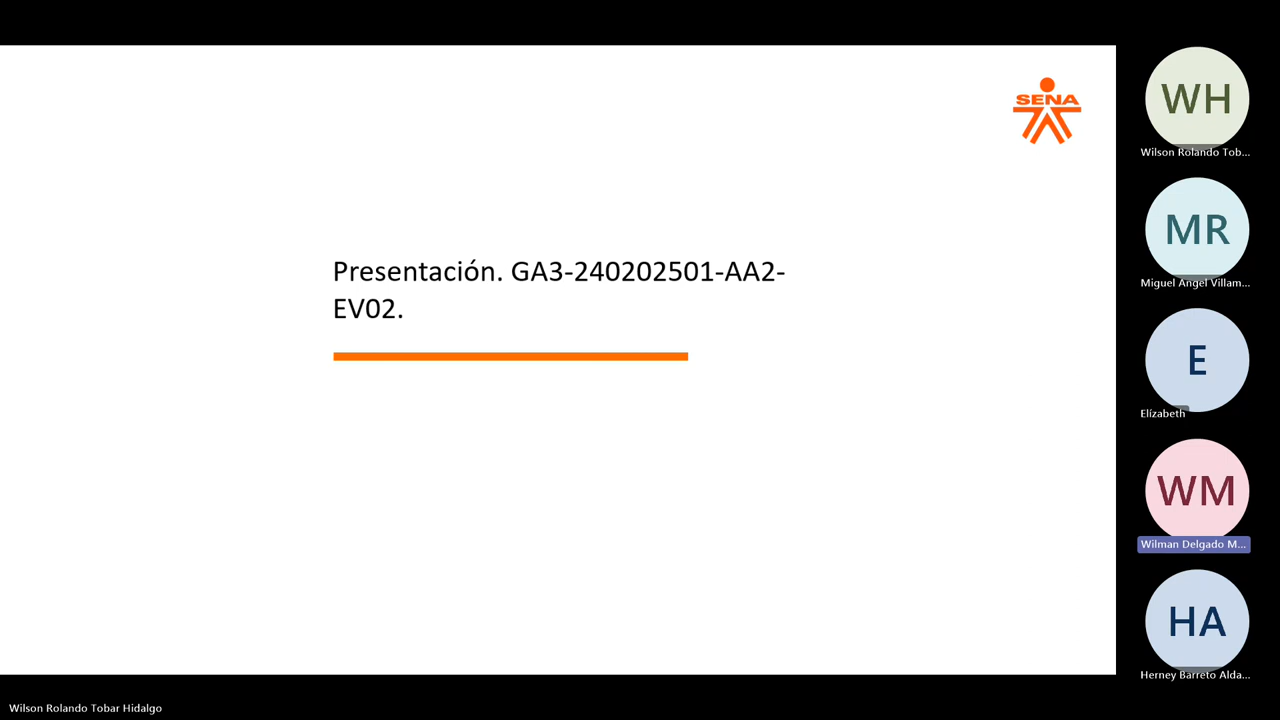 SENA
Presentación. GA3-240202501-AA2-
EV02.
WH
Wilson Rolando Tob...
MR
Miguel Angel Villam...
E
Elízabeth
WM
Wilman Delgado M...
HA
Herney Barreto Alda...
Wilson Rolando Tobar Hidalgo